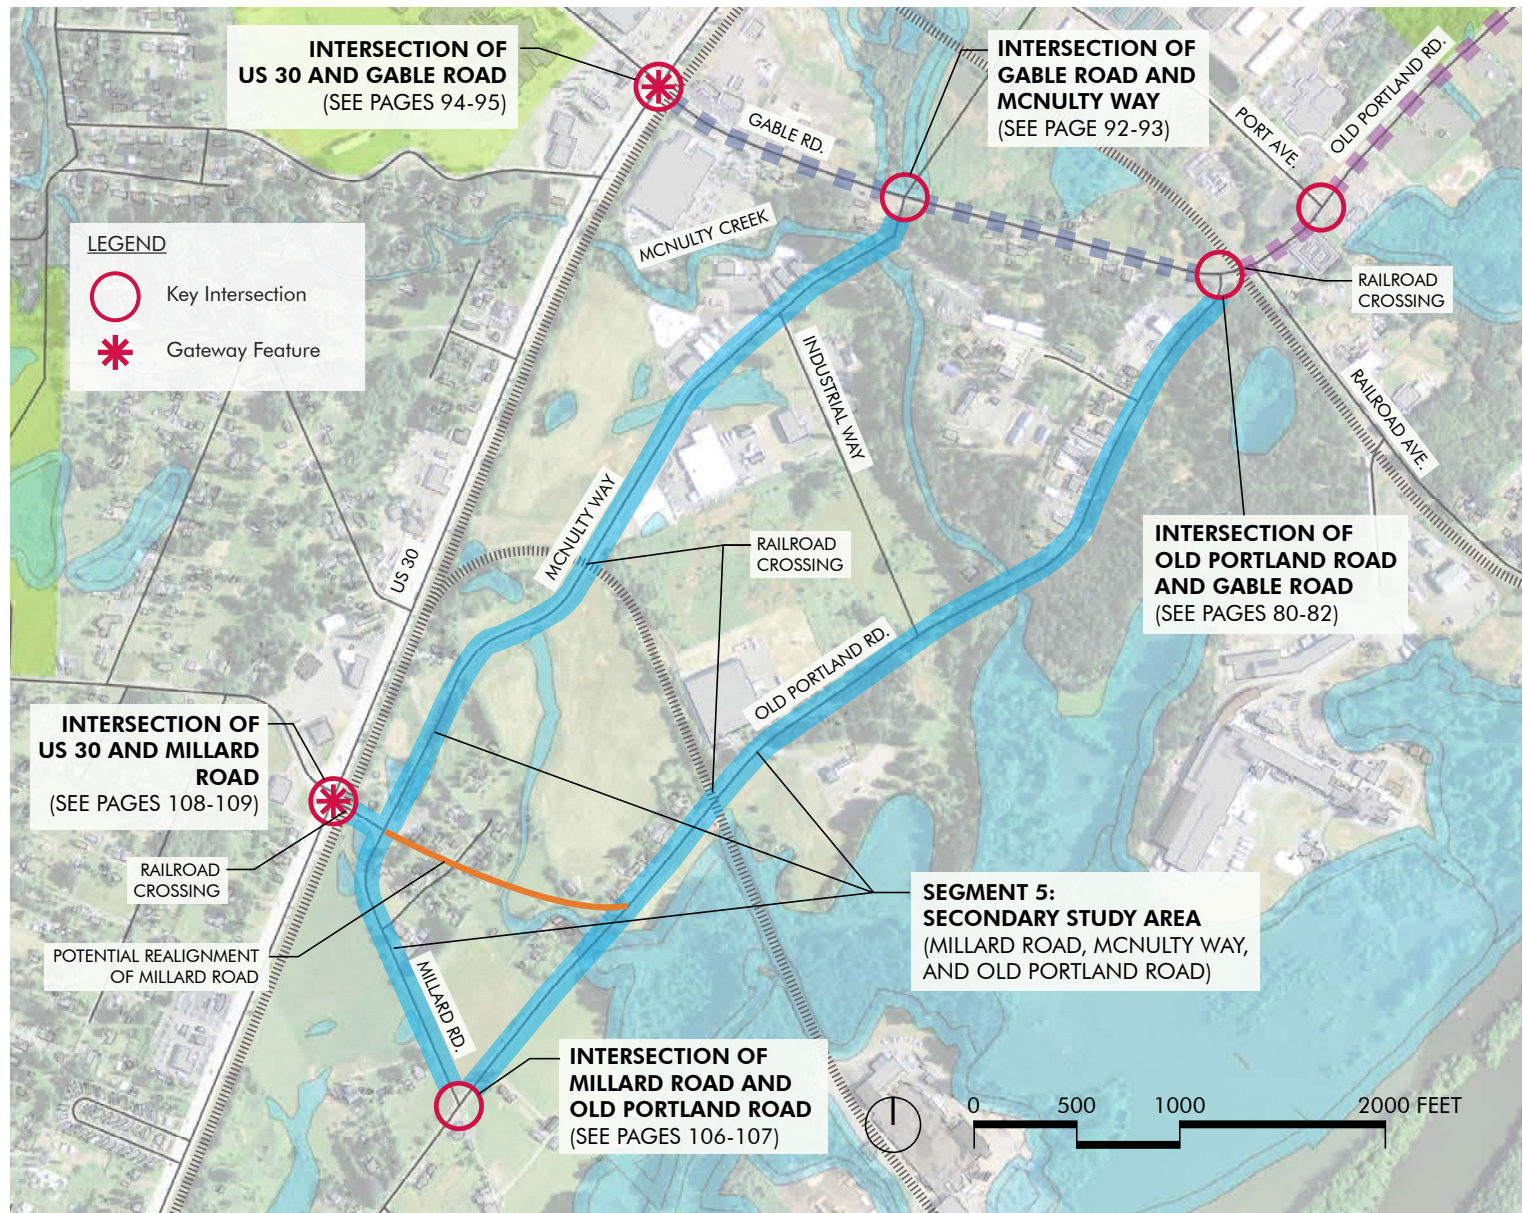 INTERSECTION OF
US 30 AND GABLE ROAD
(SEE PAGES 94-95)
INTERSECTION OF
GABLE ROAD AND
MCNULTY WAY
(SEE PAGE 92-93)
GABLE RD.
PORT AVE.
OLD PORTLAND RD.
LEGEND
Key Intersection
Gateway Feature
MCNULTY CREEK
RAILROAD
CROSSING
INDUSTRIAL WAY
RAILROAD AVE.
MCNULTY WAY
US 30
RAILROAD
CROSSING
INTERSECTION OF
OLD PORTLAND ROAD
AND GABLE ROAD
(SEE PAGES 80-82)
OLD PORTLAND RD.
INTERSECTION OF
US 30 AND MILLARD
ROAD
(SEE PAGES 108-109)
RAILROAD
CROSSING
POTENTIAL REALIGNMENT
OF MILLARD ROAD
MILLARD RD.
SEGMENT 5:
SECONDARY STUDY AREA
(MILLARD ROAD, MCNULTY WAY,
AND OLD PORTLAND ROAD)
INTERSECTION OF
MILLARD ROAD AND
OLD PORTLAND ROAD
(SEE PAGES 106-107)
0 500 1000 2000 FEET